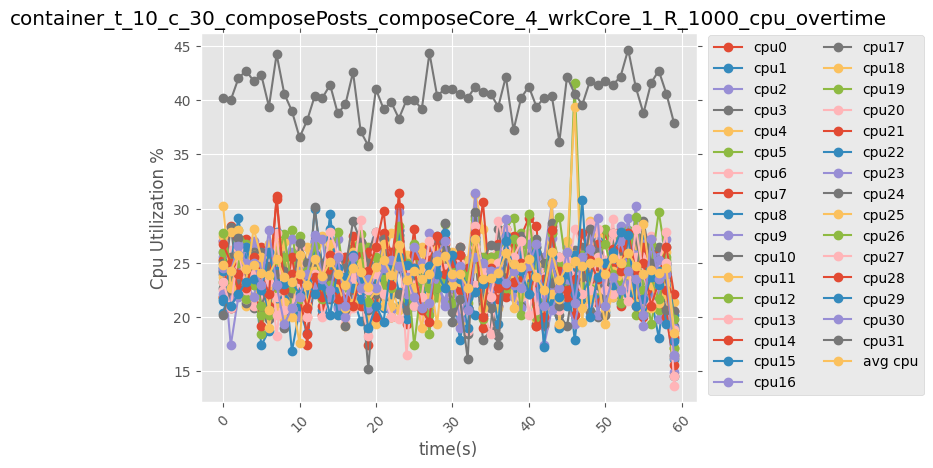 container_t_10_c_30_composePosts_composeCore_4_wrkCore_1_R_1000_cpu_overtime
45
40
35
30
25
20
15
Cpu Utilization %
0
10
20
30
40
50
60
time(s)
cpu0
cpu1
cpu2
cpu3
cpu4
cpu5
cpu6
cpu7
cpu8
cpu9
cpu10
cpu11
cpu12
cpu13
cpu14
cpu15
cpu16
cpu17
cpu18
cpu19
cpu20
cpu21
cpu22
cpu23
cpu24
cpu25
cpu26
cpu27
cpu28
cpu29
cpu30
cpu31
avg cpu